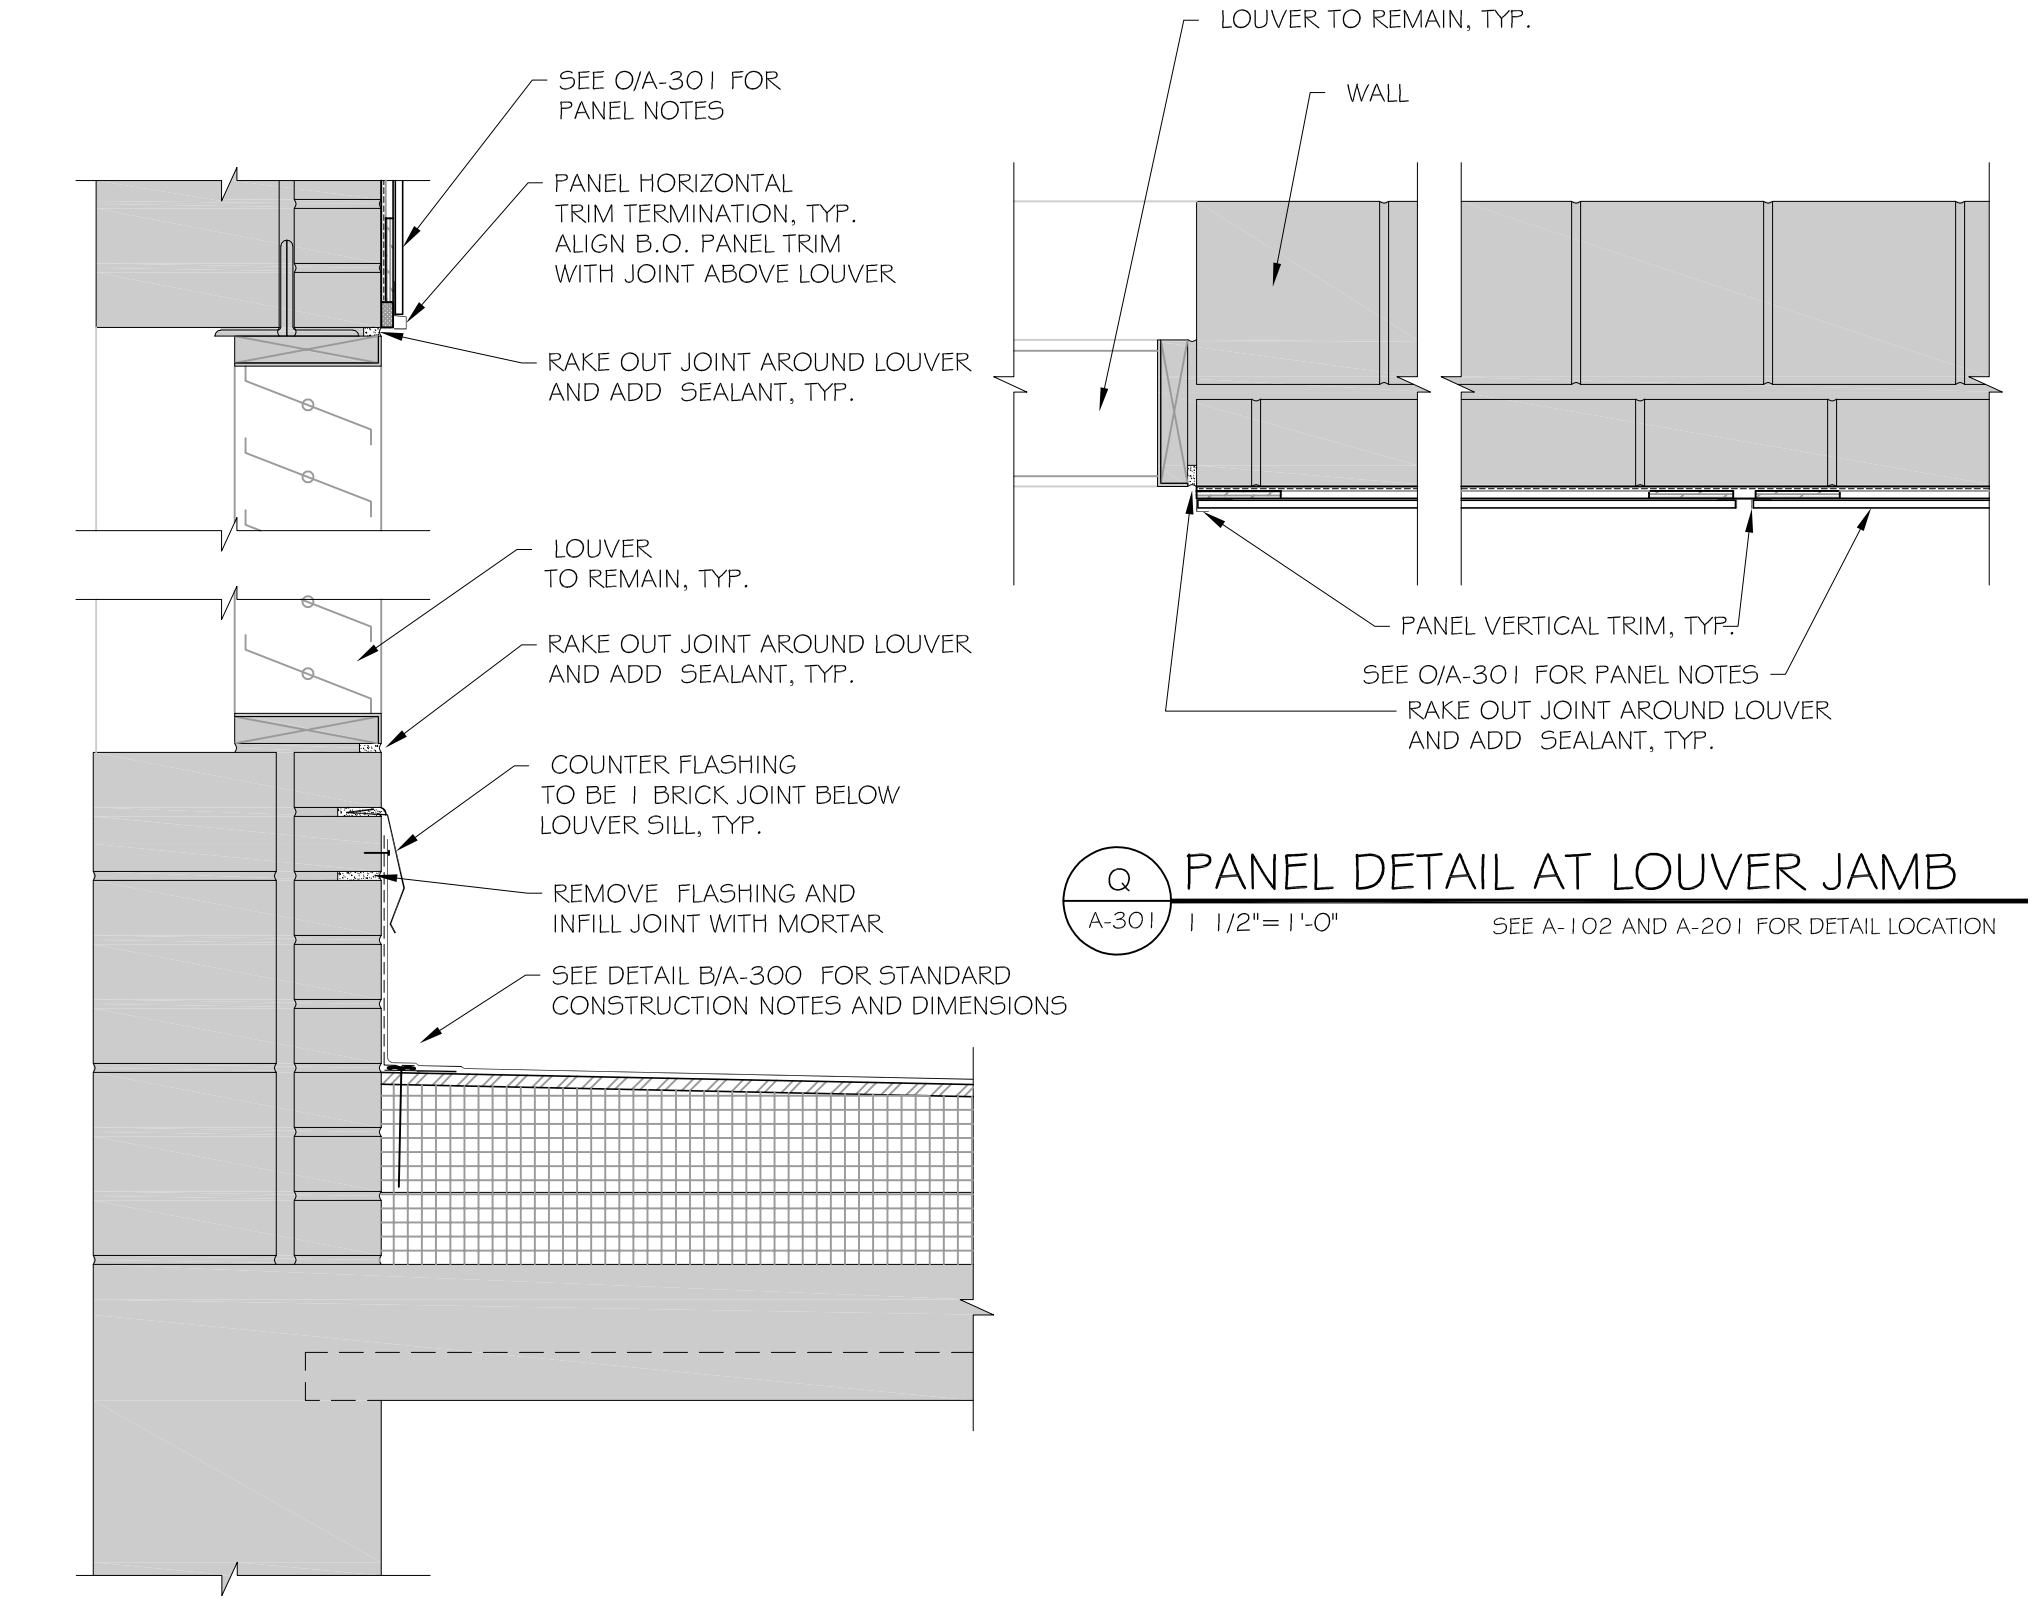 SEE O/A-301 FOR
PANEL NOTES
PANEL HORIZONTAL
TRIM TERMINATION, TYP.
ALIGN B.O. PANEL TRIM
WITH JOINT ABOVE LOUVER
RAKE OUT JOINT AROUND LOUVER
AND ADD SEALANT, TYP.
LOUVER
TO REMAIN, TYP.
RAKE OUT JOINT AROUND LOUVER
AND ADD SEALANT, TYP.
COUNTER FLASHING
TO BE 1 BRICK JOINT BELOW
LOUVER SILL, TYP.
REMOVE FLASHING AND
INFILL JOINT WITH MORTAR
SEE DETAIL B/A-300 FOR STANDARD
CONSTRUCTION NOTES AND DIMENSIONS
LOUVER TO REMAIN, TYP.
WALL
PANEL VERTICAL TRIM, TYP.
SEE O/A-301 FOR PANEL NOTES
RAKE OUT JOINT AROUND LOUVER
AND ADD SEALANT, TYP.
Q
A-301
PANEL DETAIL AT LOUVER JAMB
1 1/2"=1'-0"
SEE A-102 AND A-201 FOR DETAIL LOCATION